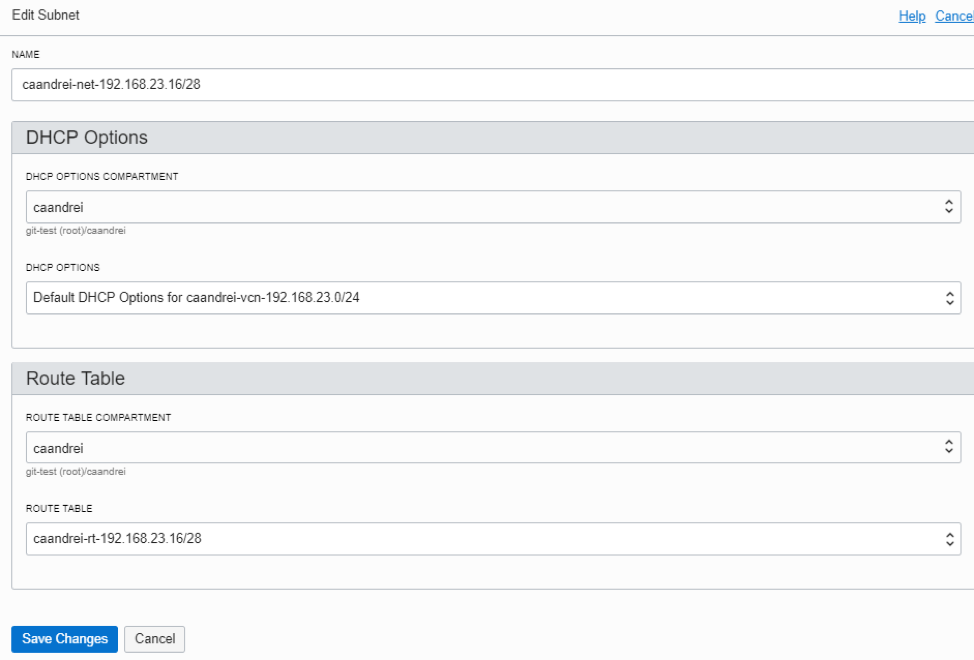 Edit Subnet
Help Cancel
NAME
caandrei-net-192.168.23.16/28
DHCP Options
DHCP OPTIONS COMPARTMENT
caandrei
git-test (root)/caandrei
DHCP OPTIONS
Default DHCP Options for caandrei-vcn-192.168.23.0/24
Route Table
ROUTE TABLE COMPARTMENT
caandrei
git-test (root)/caandrei
ROUTE TABLE
caandrei-rt-192.168.23.16/28
Save Changes Cancel